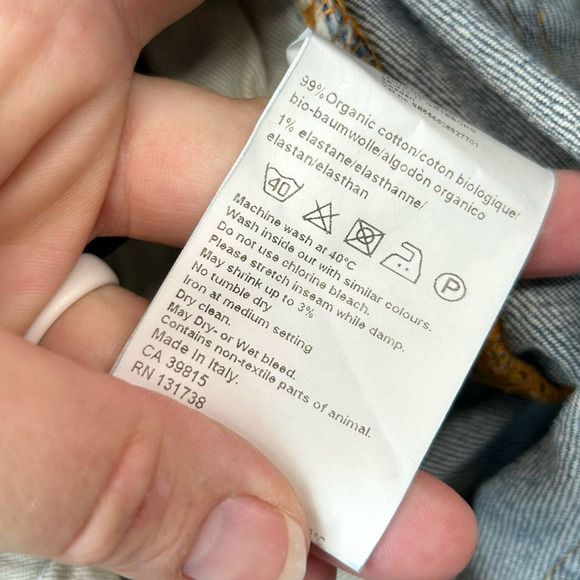 99% Organic cotton/coton biologique/
bio-baumwolle/algodòn organico
1% elastane/elasthanne/
elastan/elasthan
40 P
Machine wash at 40°C
Wash inside out with similar colours.
Do not use chlorine bleach.
Please stretch inseam while damp.
May shrink up to 3%
No tumble dry
Iron at medium setting
Dry clean.
May Dry- or Wet bleed.
Contains non-textile parts of animal.
Made In Italy.
CA 39815
RN 131738